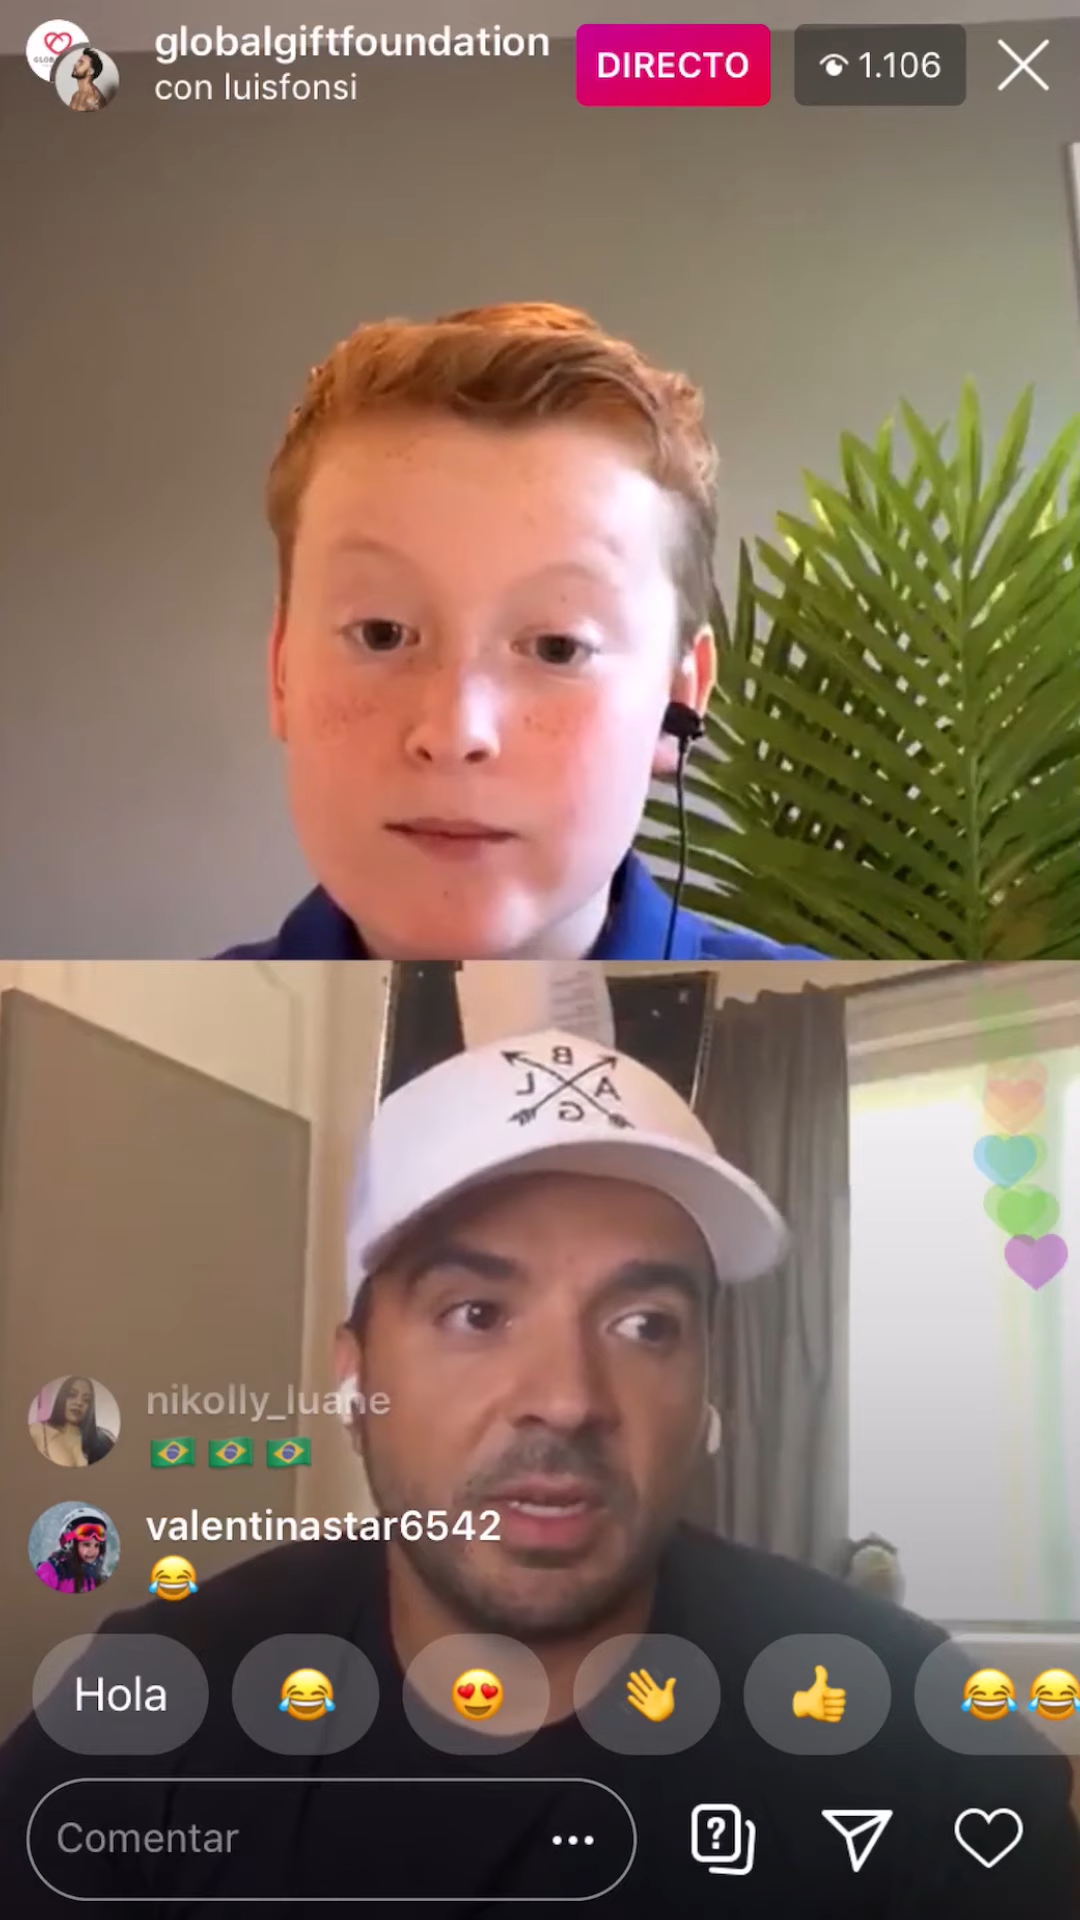 globalgiftfoundation
con luisfonsi
DIRECTO
1.106
B
L A
G
nikolly_luane
valentinastar6542
Hola
Comentar